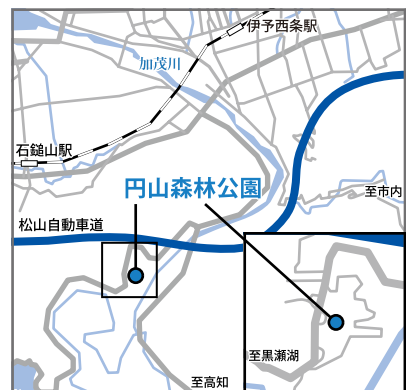 伊予西条駅
加茂川
石鎚山駅
円山森林公園
至市内
松山自動車道
至黒瀬湖
至高知